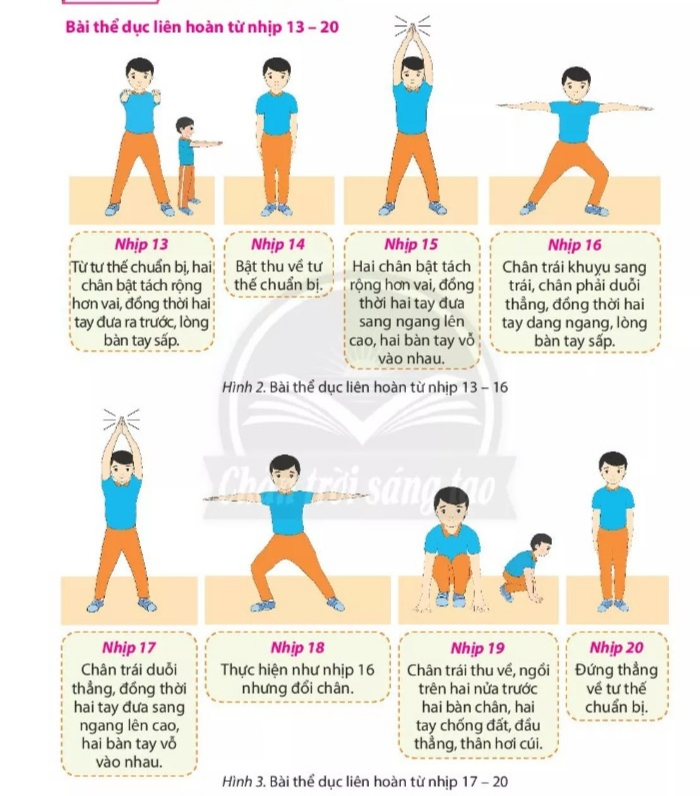 Bài thể dục liên hoàn từ nhịp 13 – 20
Nhịp 13
Từ tư thế chuẩn bị, hai
chân bật tách rộng
hơn vai, đồng thời hai
tay đưa ra trước, lòng
bàn tay sấp.
Nhịp 14
Bật thu về tư
thế chuẩn bị.
Nhịp 15
Hai chân bật tách
rộng hơn vai, đồng
thời hai tay đưa
sang ngang lên
cao, hai bàn tay vỗ
vào nhau.
Nhịp 16
Chân trái khuỵu sang
trái, chân phải duỗi
thẳng, đồng thời hai
tay dang ngang, lòng
bàn tay sấp.
Hình 2. Bài thể dục liên hoàn từ nhịp 13 – 16
Chân trời sáng tạo
Nhịp 17
Chân trái duỗi
thẳng, đồng thời
hai tay đưa sang
ngang lên cao,
hai bàn tay vỗ
vào nhau.
Nhịp 18
Thực hiện như nhịp 16
nhưng đổi chân.
Nhịp 19
Chân trái thu về, ngồi
trên hai nửa trước
hai bàn chân, hai
tay chống đất, đầu
thẳng, thân hơi cúi.
Nhịp 20
Đứng thẳng
về tư thế
chuẩn bị.
Hình 3. Bài thể dục liên hoàn từ nhịp 17 – 20